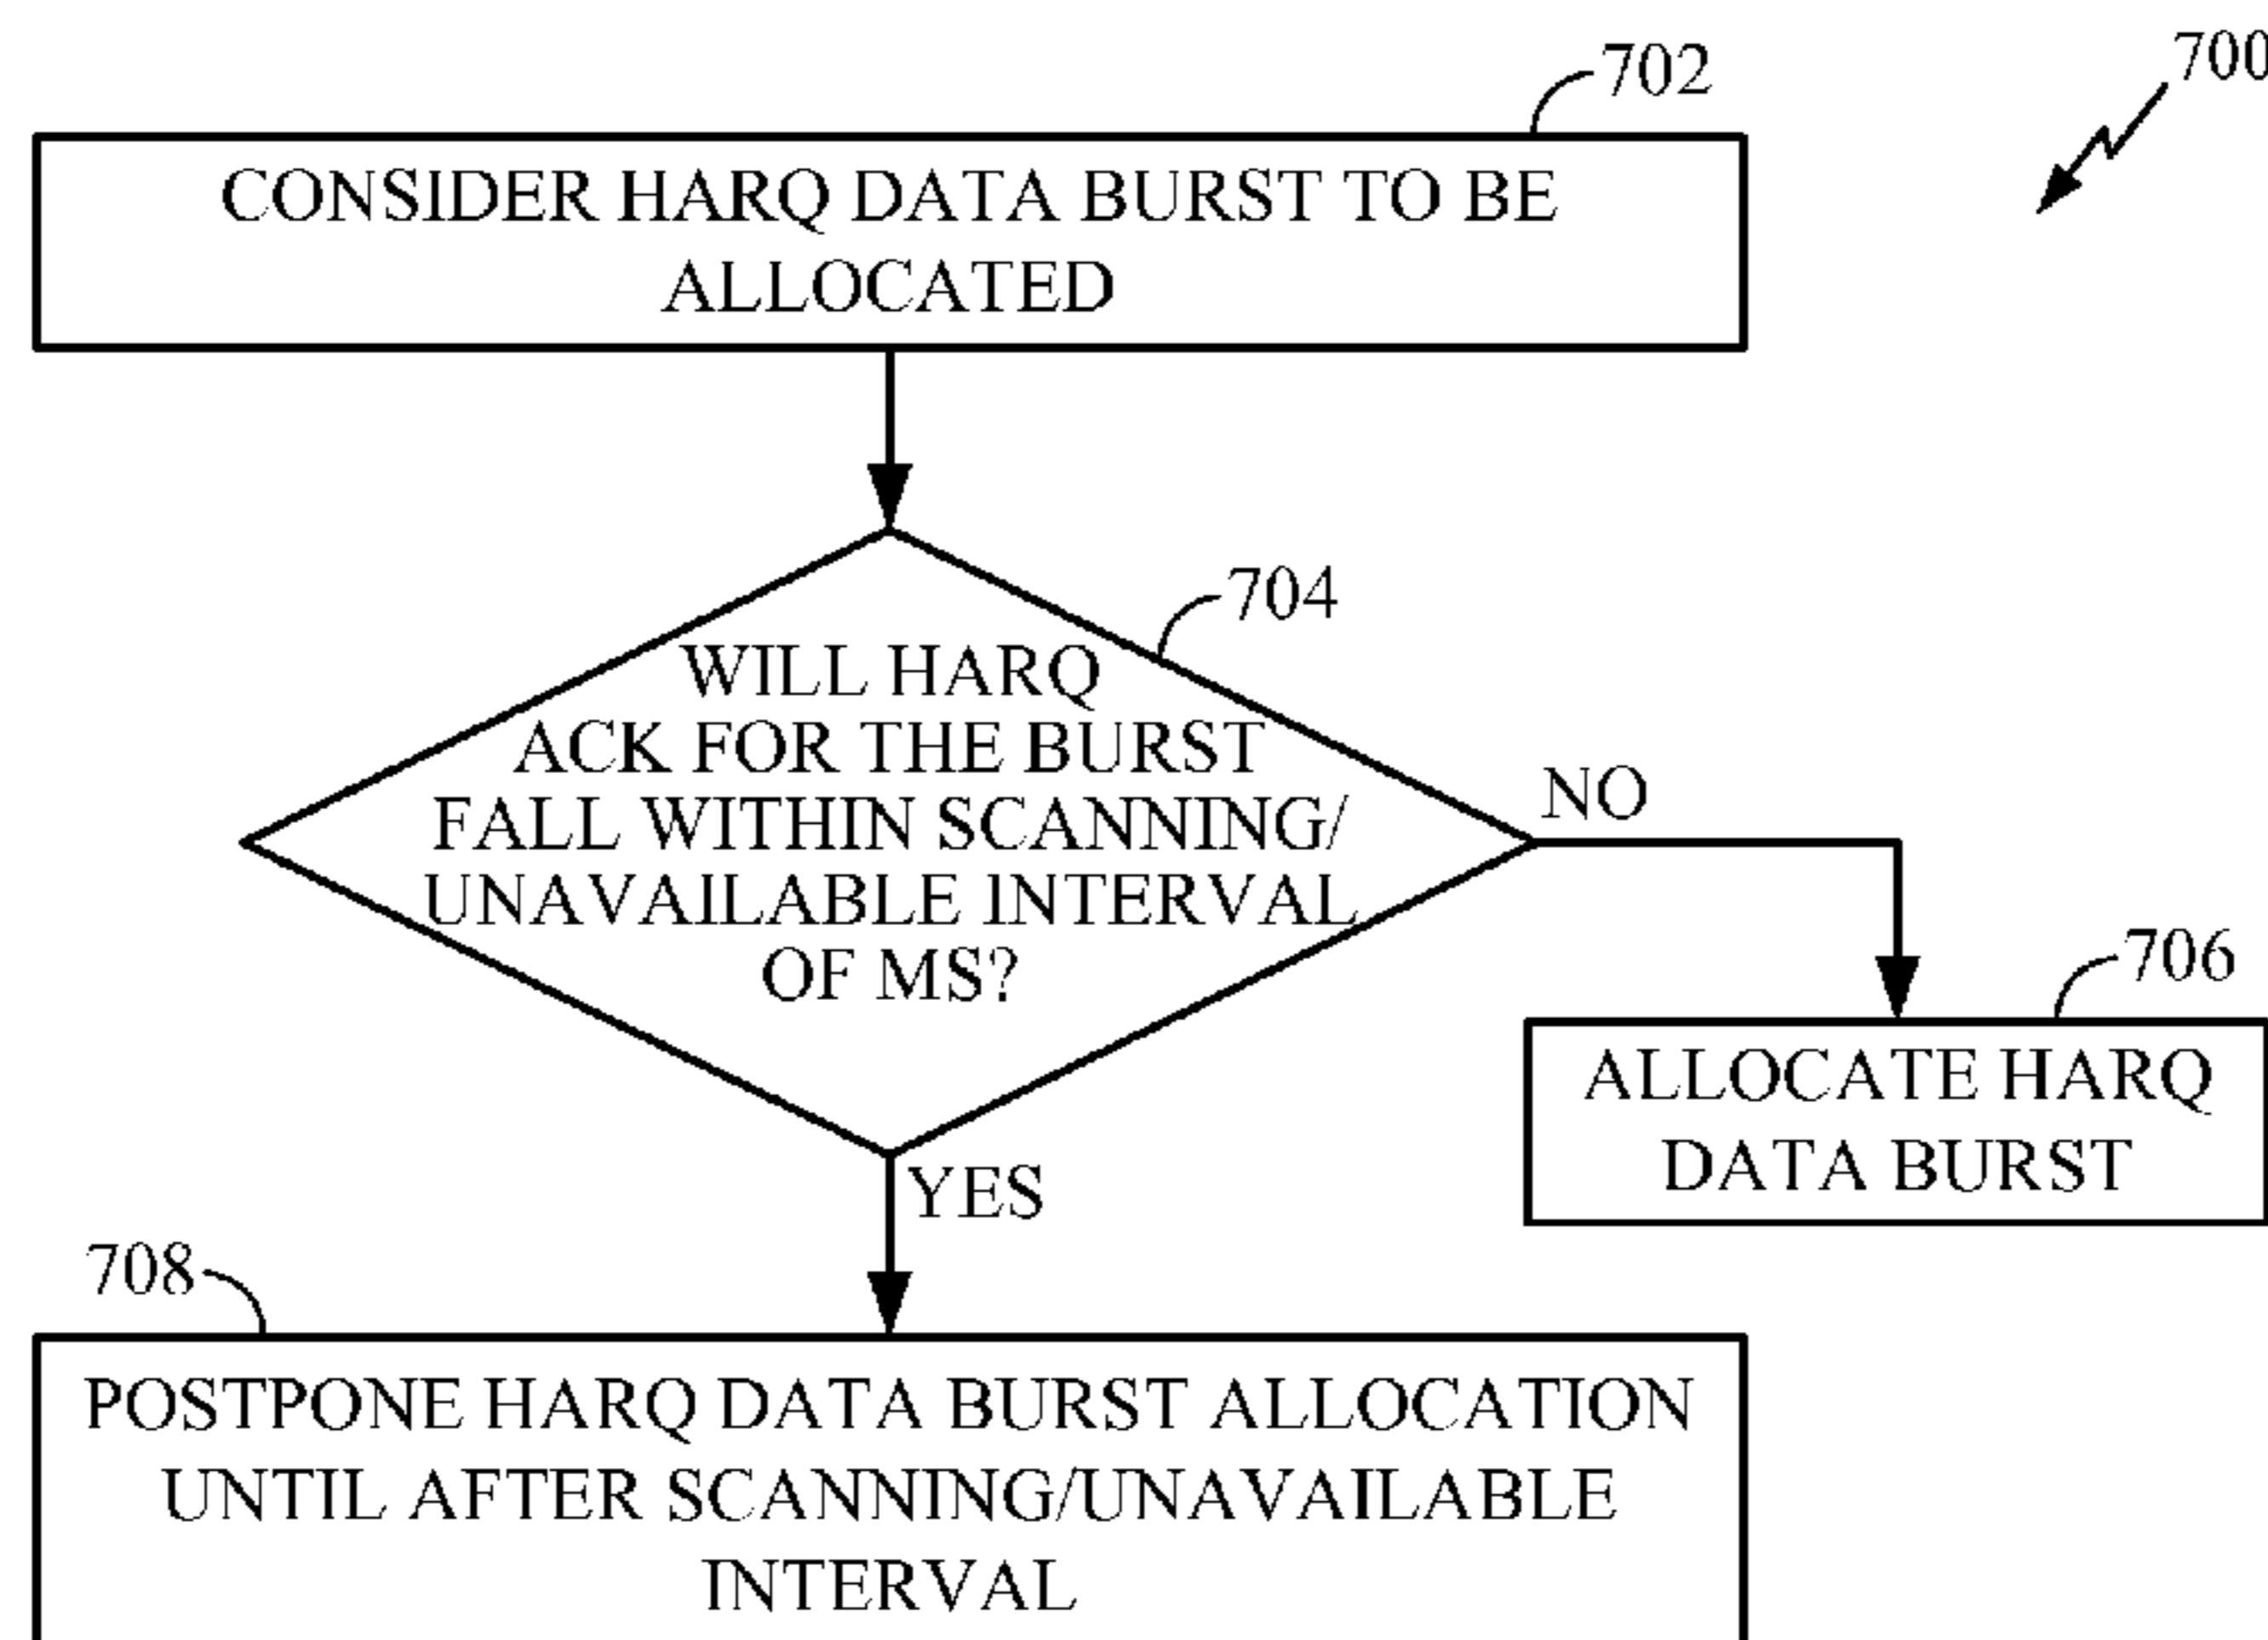 702
700
CONSIDER HARQ DATA BURST TO BE
ALLOCATED
704
WILL HARQ
ACK FOR THE BURST
FALL WITHIN SCANNING/
UNAVAILABLE INTERVAL
OF MS?
NO
706
ALLOCATE HARQ
DATA BURST
YES
708
POSTPONE HARQ DATA BURST ALLOCATION
UNTIL AFTER SCANNING/UNAVAILABLE
INTERVAL